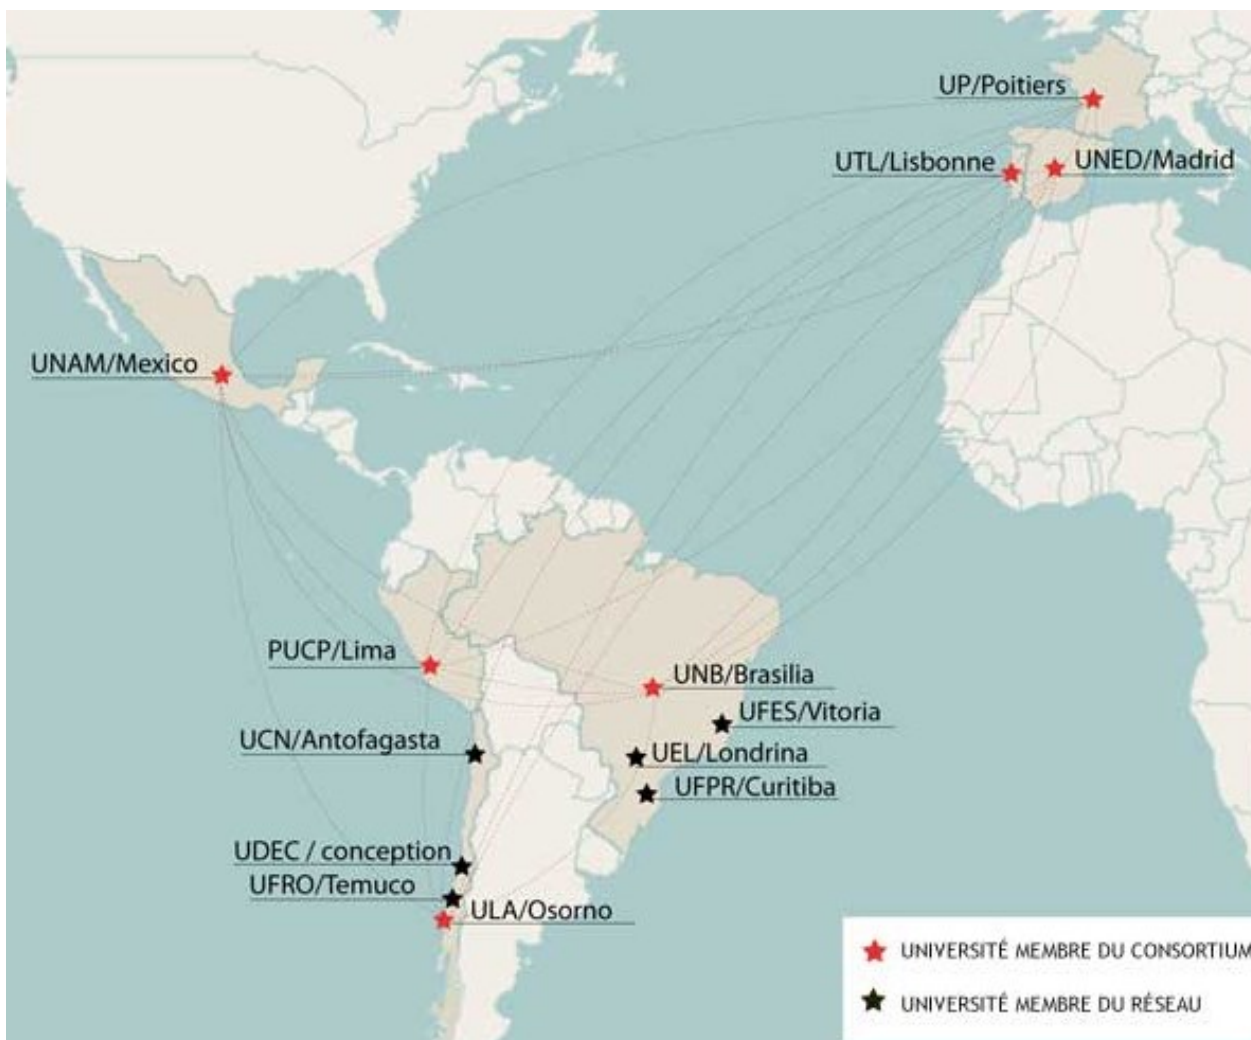 UP/Poitiers
UTL/Lisbonne
UNED/Madrid
UNAM/Mexico
PUCP/Lima
UNB/Brasilia
UFES/Vitoria
UCN/Antofagasta
UEL/Londrina
UFPR/Curitiba
UDEC / conception
UFRO/Temuco
ULA/Osorno
UNIVERSITÉ MEMBRE DU CONSORTIUM
UNIVERSITÉ MEMBRE DU RÉSEAU